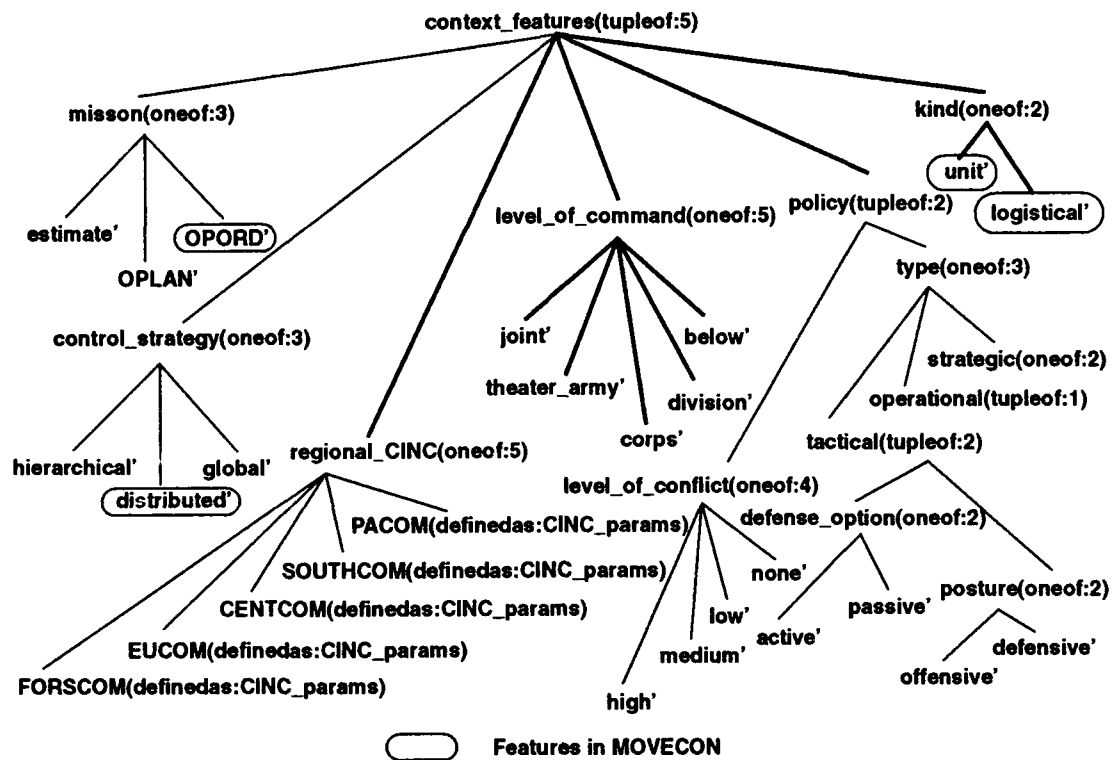 context_features(tupleof:5)
misson(oneof:3)
kind(oneof:2)
unit'
logistical'
level_of_command(oneof:5)
policy(tupleof:2)
estimate'
OPORD'
OPLAN'
type(oneof:3)
control_strategy(oneof:3)
joint'
below'
strategic(oneof:2)
theater_army'
division'
operational(tupleof:1)
corps'
tactical(tupleof:2)
hierarchical'
global'
distributed'
regional_CINC(oneof:5)
level_of_conflict(oneof:4)
defense_option(oneof:2)
PACOM(definedas:CINC_params)
SOUTHCOM(definedas:CINC_params)
none'
posture(oneof:2)
CENTCOM(definedas:CINC_params)
low'
passive'
active'
EUCOM(definedas:CINC_params)
medium'
defensive'
offensive'
FORSCOM(definedas:CINC_params)
high'
Features in MOVECON